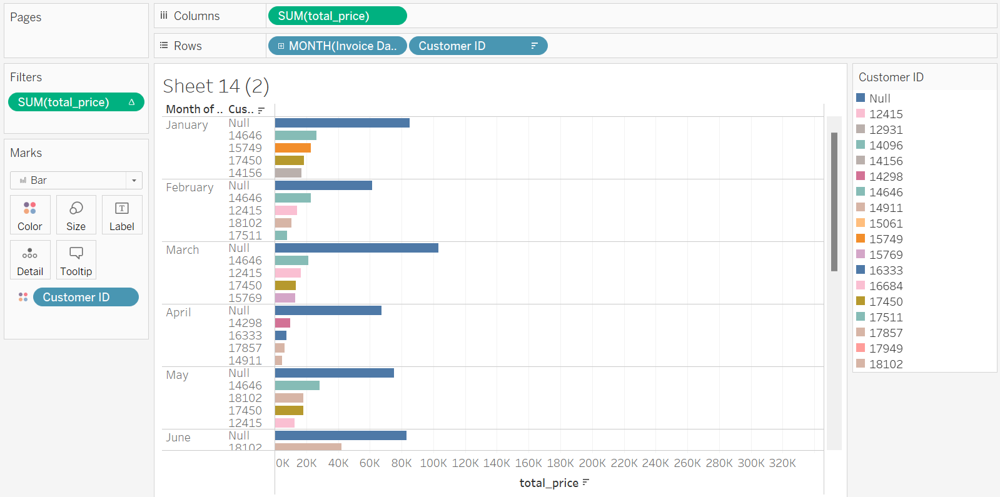 Pages
Columns
SUM(total_price)
Rows
MONTH(Invoice Da..
Customer ID
Filters
SUM(total_price)
Marks
Bar
Color
Size
Label
Detail
Tooltip
Customer ID
Sheet 14 (2)
Month of ..
Cus..
January
Null
14646
15749
17450
14156
February
Null
14646
12415
18102
17511
March
Null
14646
12415
17450
15769
April
Null
14298
16333
17857
14911
May
Null
14646
18102
17450
12415
June
Null
18102
0K 20K 40K 60K 80K 100K 120K 140K 160K 180K 200K 220K 240K 260K 280K 300K 320K
total_price
Customer ID
Null
12415
12931
14096
14156
14298
14646
14911
15061
15749
15769
16333
16684
17450
17511
17857
17949
18102